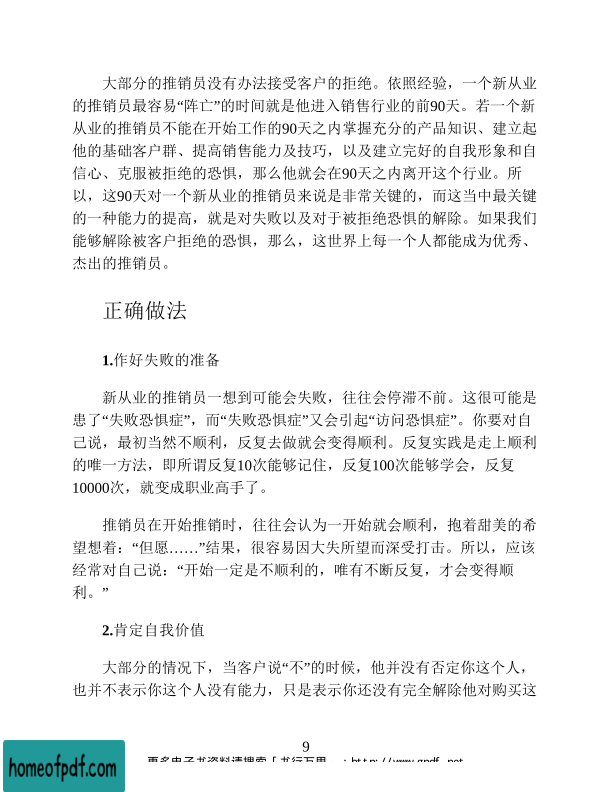 大部分的推销员没有办法接受客户的拒绝。依照经验，一个新从业
的推销员最容易“阵亡”的时间就是他进入销售行业的前90天。若一个新
从业的推销员不能在开始工作的90天之内掌握充分的产品知识、建立起
他的基础客户群、提高销售能力及技巧，以及建立完好的自我形象和自
信心、克服被拒绝的恐惧，那么他就会在90天之内离开这个行业。所
以，这90天对一个新从业的推销员来说是非常关键的，而这当中最关键
的一种能力的提高，就是对失败以及对于被拒绝恐惧的解除。如果我们
能够解除被客户拒绝的恐惧，那么，这世界上每一个人都能成为优秀、
杰出的推销员。
正确做法
1.作好失败的准备
新从业的推销员一想到可能会失败，往往会停滞不前。这很可能是
患了“失败恐惧症”，而“失败恐惧症”又会引起“访问恐惧症”。你要对自
己说，最初当然不顺利，反复去做就会变得顺利。反复实践是走上顺利
的唯一方法，即所谓反复10次能够记住，反复100次能够学会，反复
10000次，就变成职业高手了。
推销员在开始推销时，往往会认为一开始就会顺利，抱着甜美的希
望想着：“但愿……”结果，很容易因大失所望而深受打击。所以，应该
经常对自己说：“开始一定是不顺利的，唯有不断反复，才会变得顺
利。”
2.肯定自我价值
大部分的情况下，当客户说“不”的时候，他并没有否定你这个人，
也并不表示你这个人没有能力，只是表示你还没有完全解除他对购买这
9
更多电子书资料请搜索「书行万里
homeofpdf.com